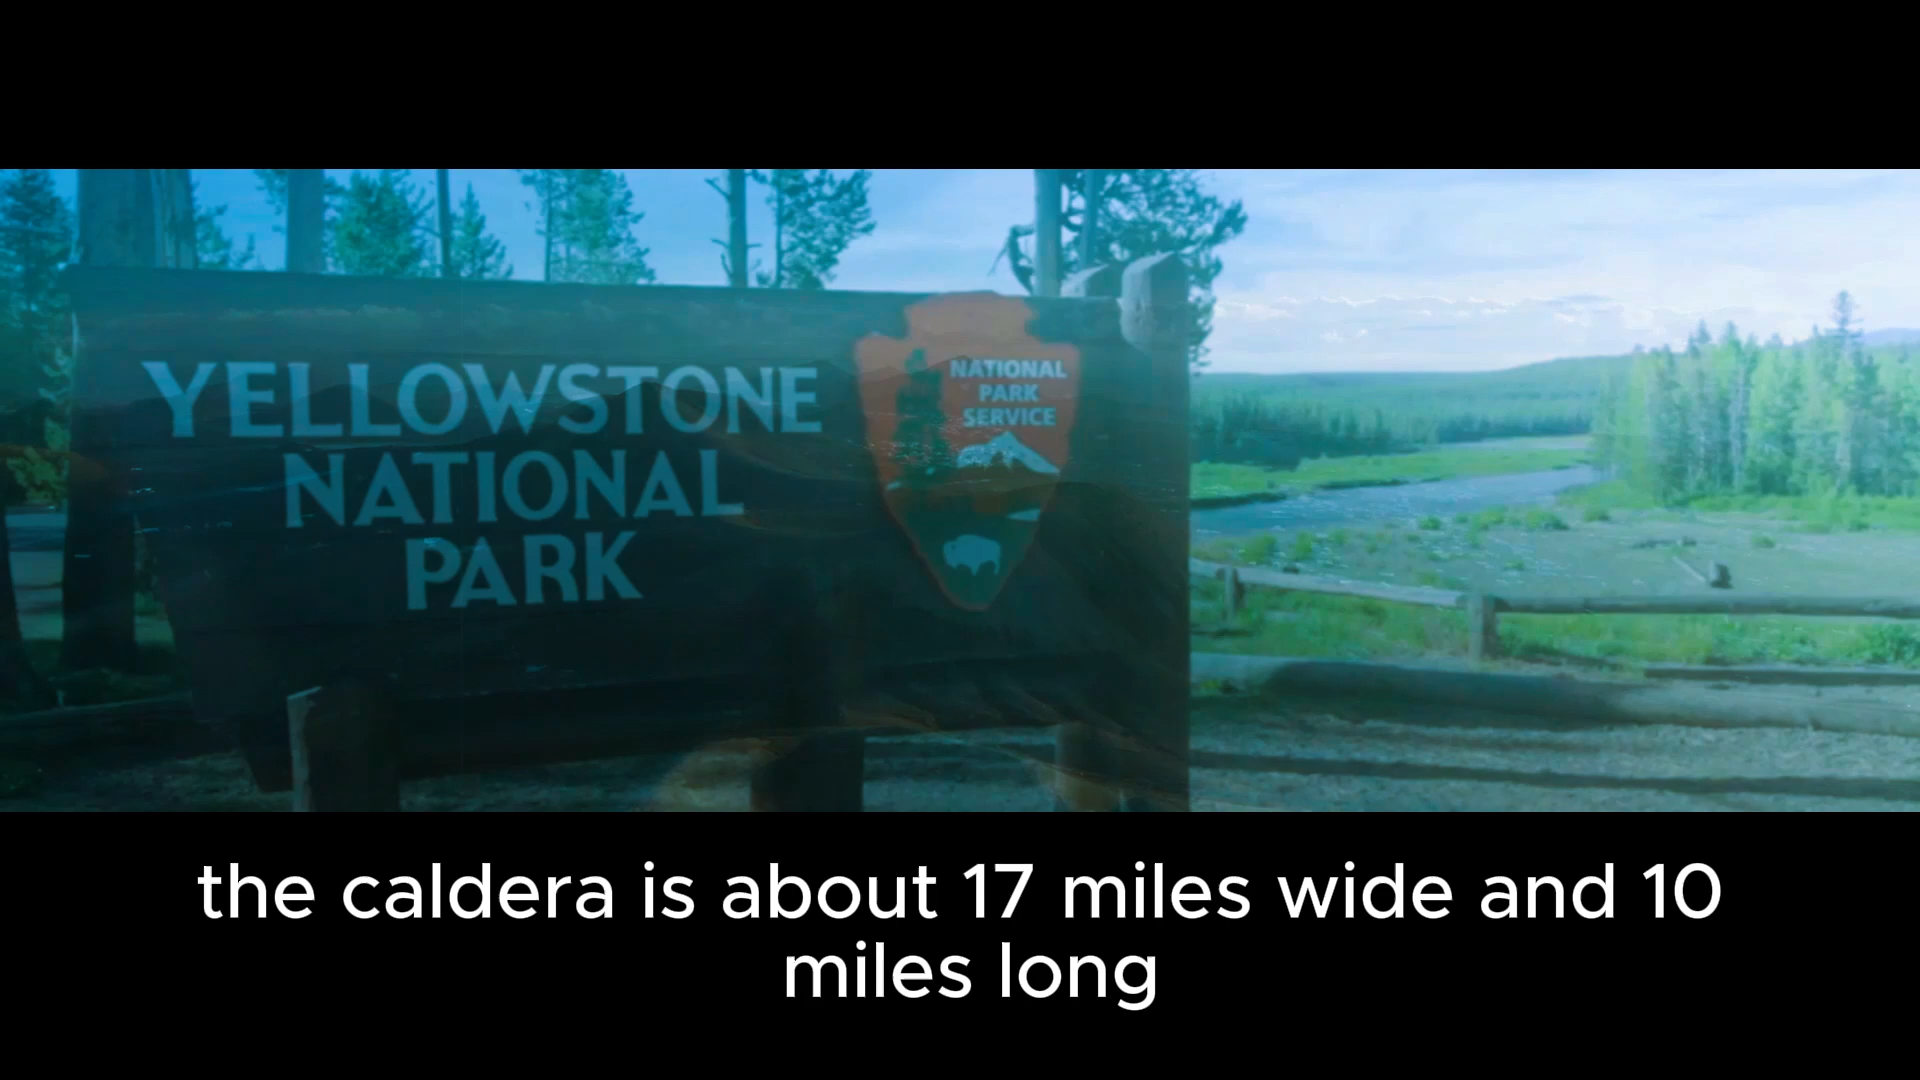 YELLOWSTONE
NATIONAL
PARK
NATIONAL
PARK
SERVICE
the caldera is about 17 miles wide and 10
miles long